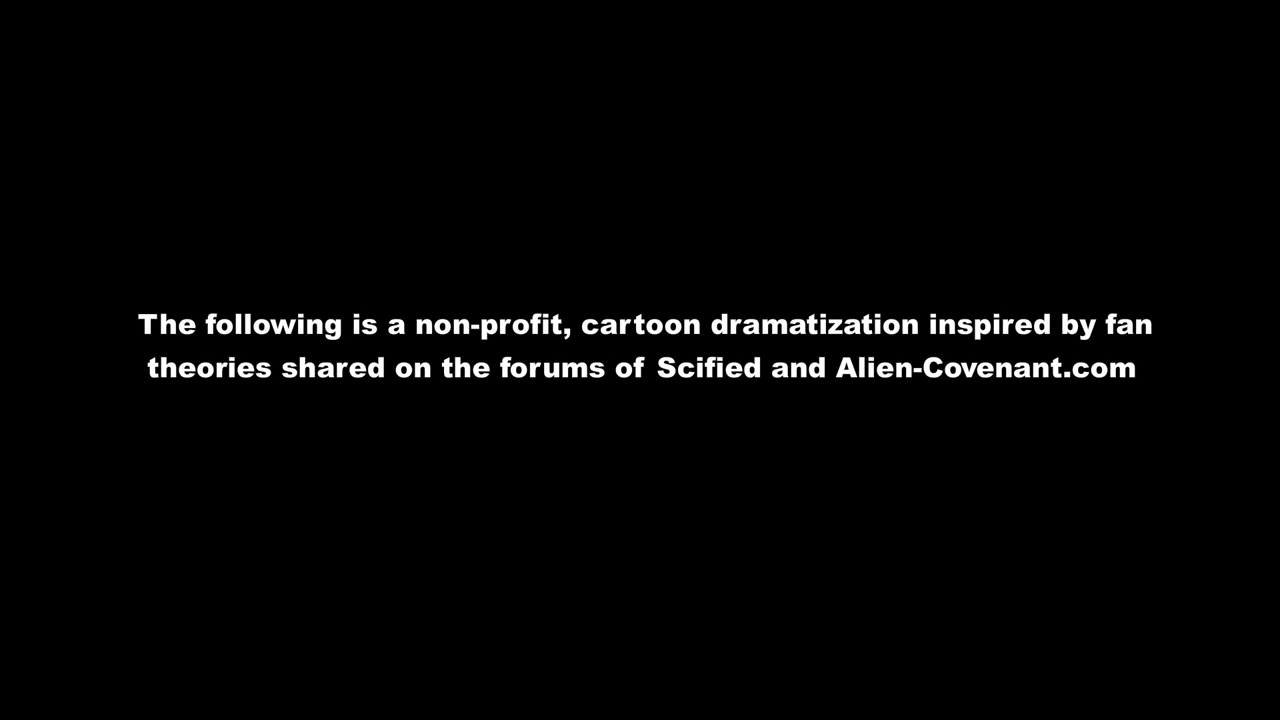 The following is a non-profit, cartoon dramatization inspired by fan
theories shared on the forums of Scified and Alien-Covenant.com